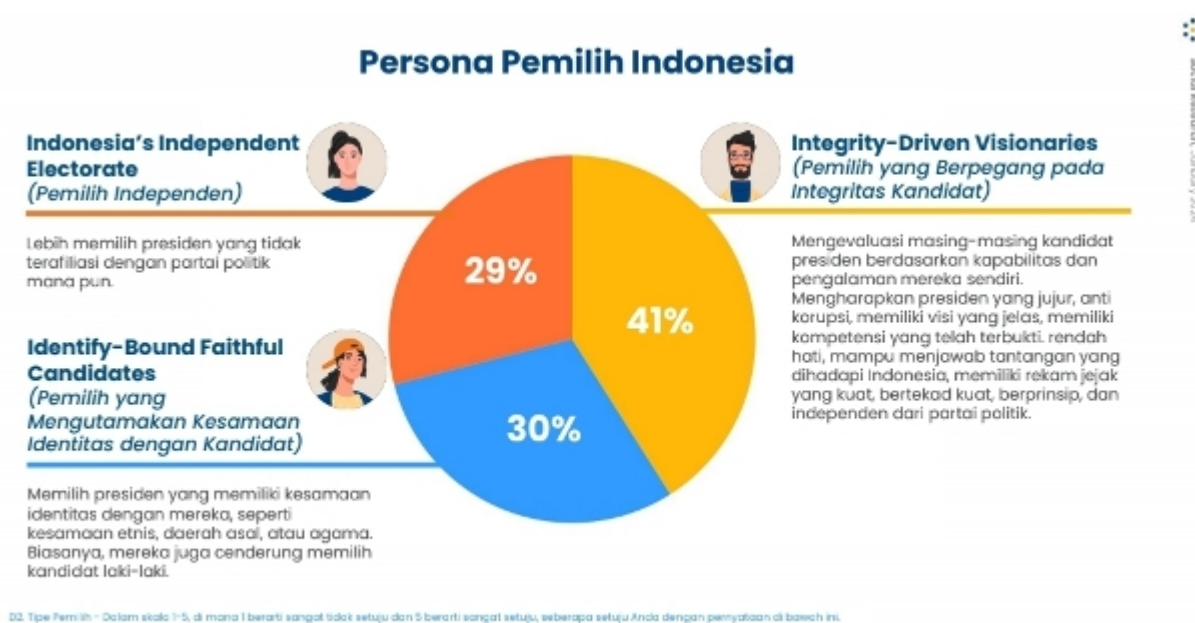 Persona Pemilih Indonesia
Indonesia's Independent
Electorate
(Pemilih Independen)
Lebih memilih presiden yang tidak
terafiliasi dengan partai politik
mana pun.
Identify-Bound Faithful
Candidates
(Pemilih yang
Mengutamakan Kesamaan
Identitas dengan Kandidat)
Memilih presiden yang memiliki kesamaan
identitas dengan mereka, seperti
kesamaan etnis, daerah asal, atau agama.
Biasanya, mereka juga cenderung memilih
kandidat laki-laki.
29%
41%
30%
Integrity-Driven Visionaries
(Pemilih yang Berpegang pada
Integritas Kandidat)
Mengevaluasi masing-masing kandidat
presiden berdasarkan kapabilitas dan
pengalaman mereka sendiri.
Mengharapkan presiden yang jujur, anti
korupsi, memiliki visi yang jelas, memiliki
kompetensi yang telah terbukti. rendah
hati, mampu menjawab tantangan yang
dihadapi Indonesia, memiliki rekam jejak
yang kuat, bertekad kuat, berprinsip, dan
independen dari partai politik.
D2. Tipe Pemilih - Dalam skala 1-5, di mana 1 berarti sangat tidak setuju dan 5 berarti sangat setuju, seberapa setuju Anda dengan pernyataan di bawah ini.